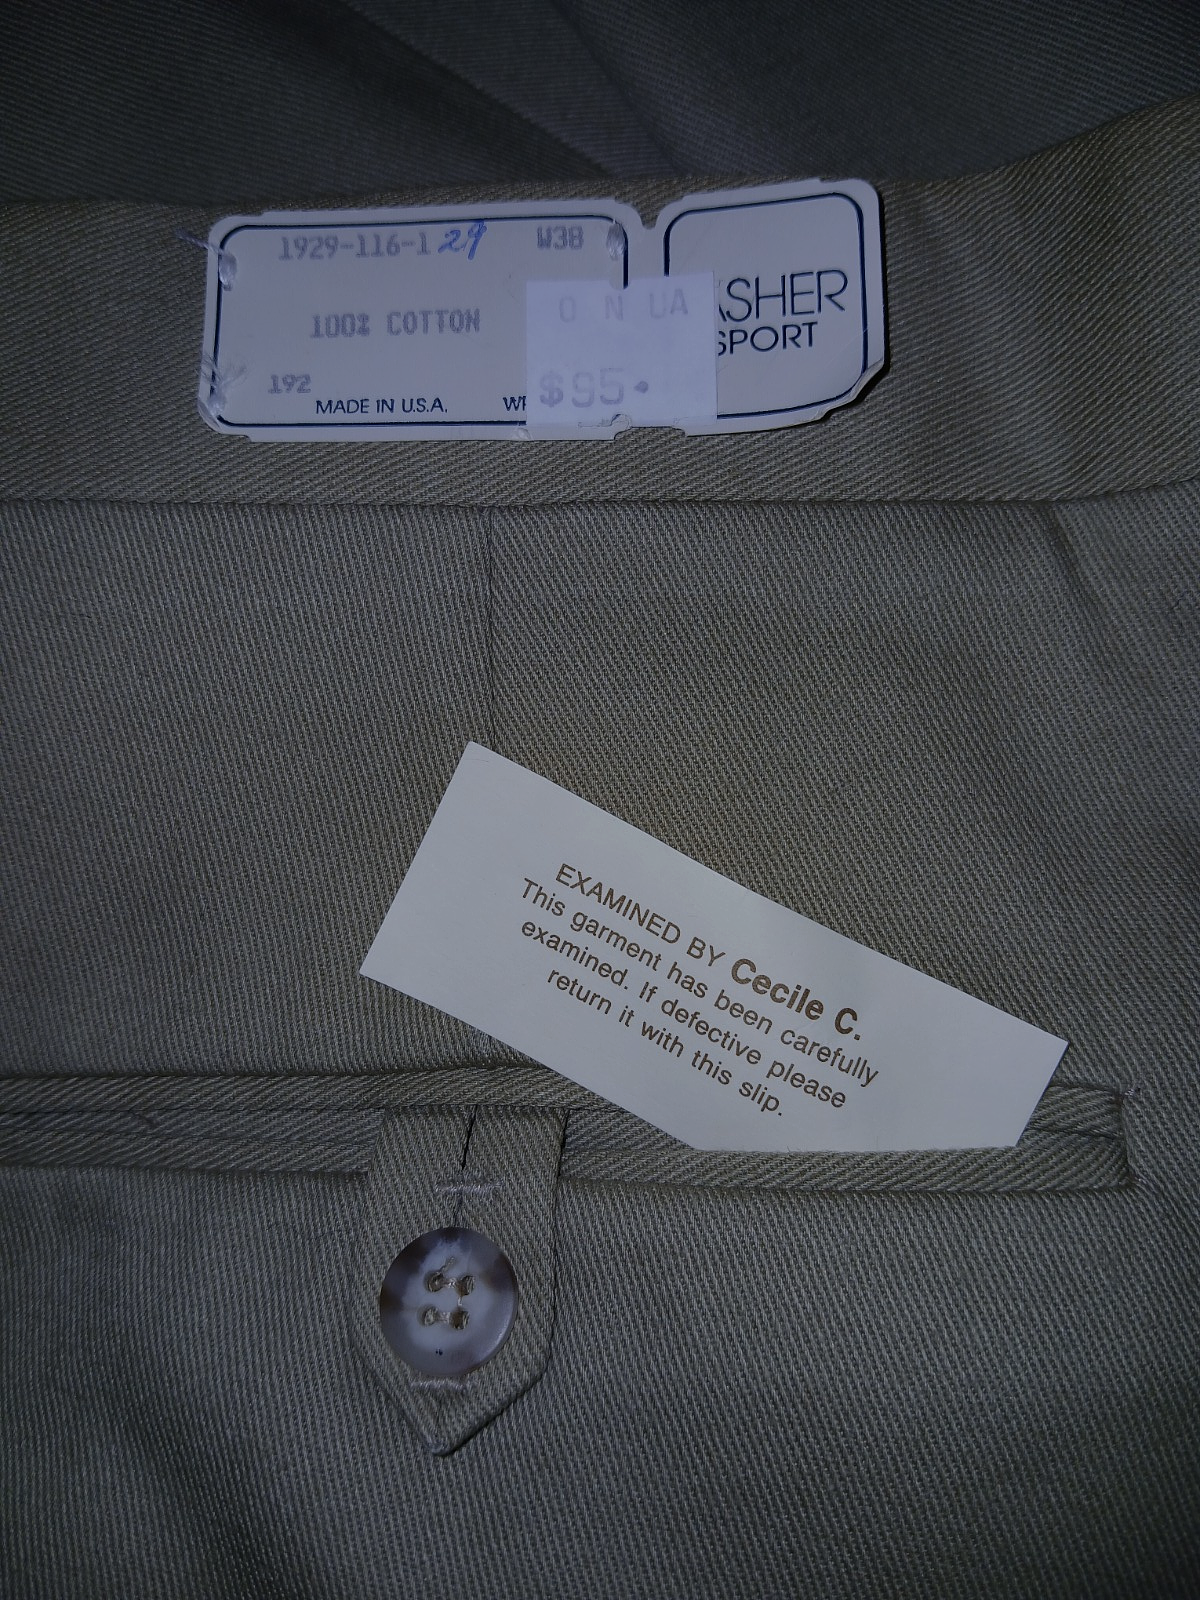 1929-116-1 29 W38
100% COTTON
192
MADE IN U.S.A.
$95.
ASHER
SPORT
EXAMINED BY Cecile C.
This garment has been carefully
examined. If defective please
return it with this slip.